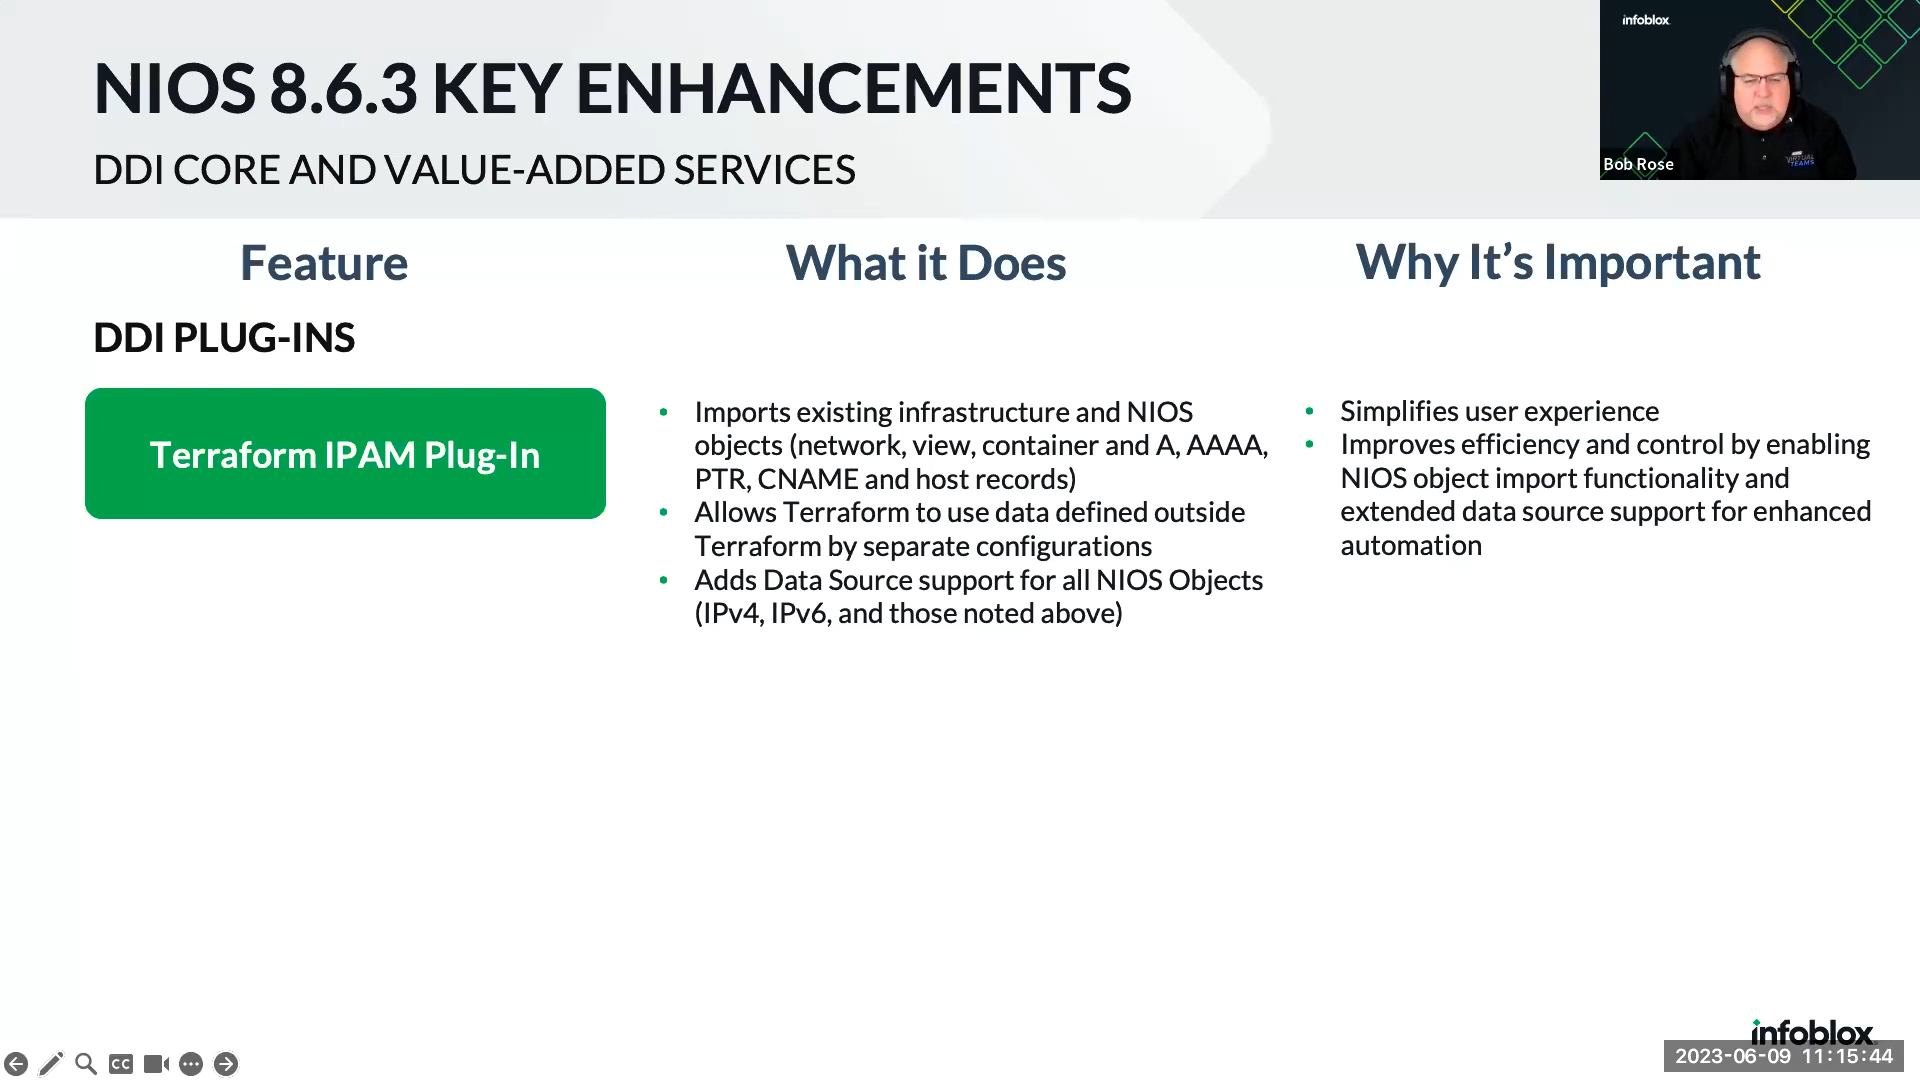 NIOS 8.6.3 KEY ENHANCEMENTS
DDI CORE AND VALUE-ADDED SERVICES
infoblox
VIRTUAL
TEAMS
Bob Rose
Feature
What it Does
Why It's Important
DDI PLUG-INS
Terraform IPAM Plug-In
• Imports existing infrastructure and NIOS
objects (network, view, container and A, AAAA,
PTR, CNAME and host records)
• Allows Terraform to use data defined outside
Terraform by separate configurations
• Adds Data Source support for all NIOS Objects
(IPv4, IPv6, and those noted above)
• Simplifies user experience
• Improves efficiency and control by enabling
NIOS object import functionality and
extended data source support for enhanced
automation
infoblox
CC
2023-06-09 11:15:44